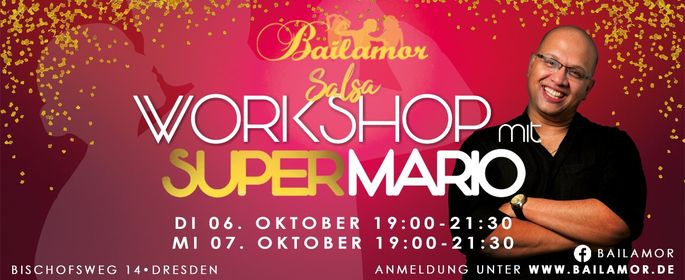 Bailamor
Salsa
WORKSHOP mit
SUPERMARIO
DI 06. OKTOBER 19:00-21:30
MI 07. OKTOBER 19:00-21:30
BAILAMOR
BISCHOFSWEG 14•DRESDEN
ANMELDUNG UNTER WWW.BAILAMOR.DE